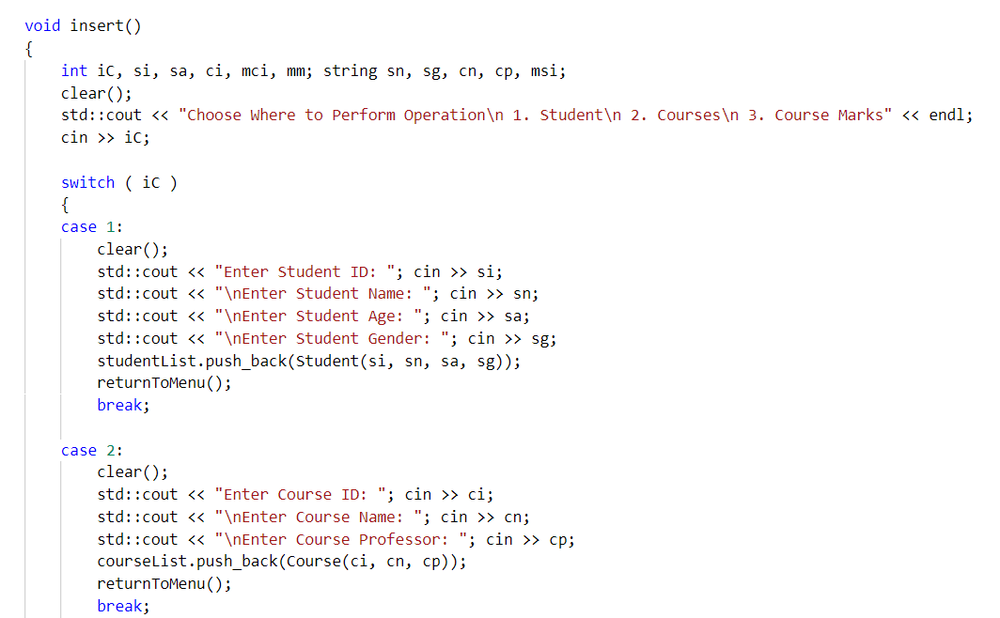 void insert()
{
    int iC, si, sa, ci, mci, mm; string sn, sg, cn, cp, msi;
    clear();
    std::cout << "Choose Where to Perform Operation\n 1. Student\n 2. Courses\n 3. Course Marks" << endl;
    cin >> iC;

    switch ( iC )
    {
    case 1:
        clear();
        std::cout << "Enter Student ID: "; cin >> si;
        std::cout << "\nEnter Student Name: "; cin >> sn;
        std::cout << "\nEnter Student Age: "; cin >> sa;
        std::cout << "\nEnter Student Gender: "; cin >> sg;
        studentList.push_back(Student(si, sn, sa, sg));
        returnToMenu();
        break;

    case 2:
        clear();
        std::cout << "Enter Course ID: "; cin >> ci;
        std::cout << "\nEnter Course Name: "; cin >> cn;
        std::cout << "\nEnter Course Professor: "; cin >> cp;
        courseList.push_back(Course(ci, cn, cp));
        returnToMenu();
        break;